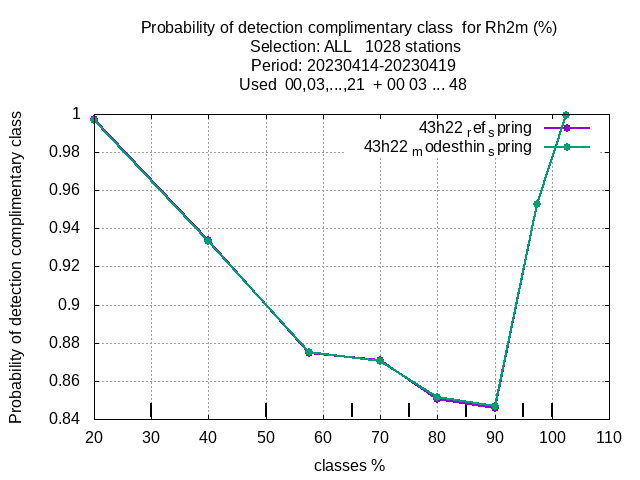 Probability of detection complimentary class  for Rh2m (%)
Selection: ALL   1028 stations
Period: 20230414-20230419
Used  00,03,...,21  + 00 03 ... 48
Probability of detection complimentary class
1
0.98
0.96
0.94
0.92
0.9
0.88
0.86
0.84
43h22 ref spring
43h22 modesthin spring
20 30 40 50 60 70 80 90 100 110
classes %